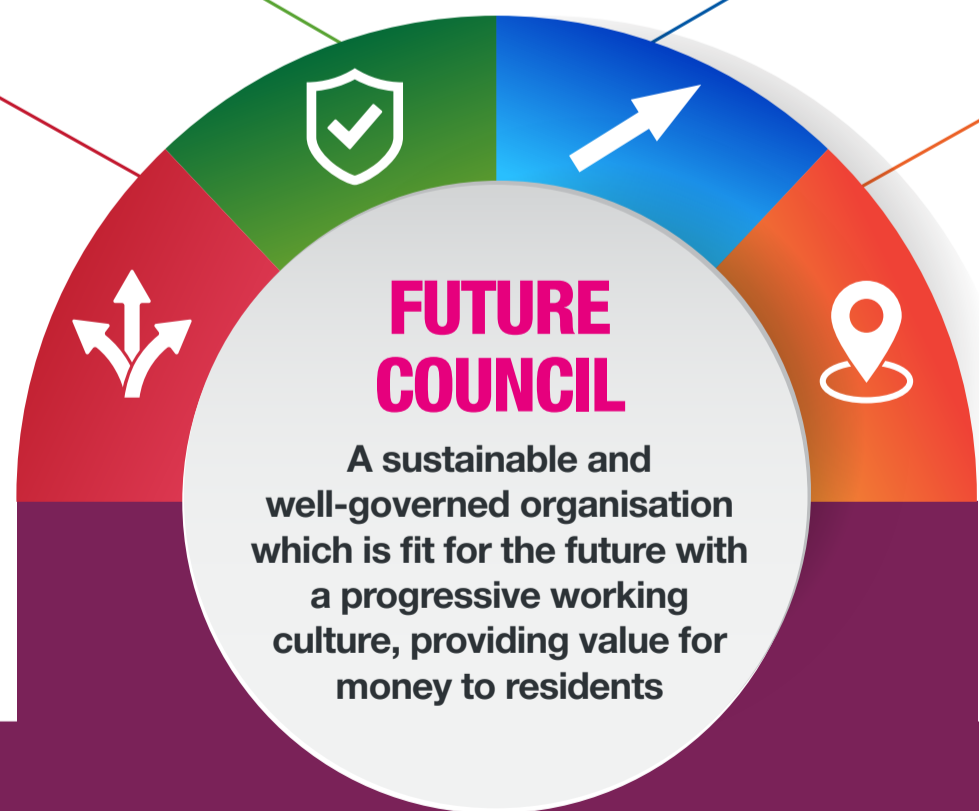 FUTURE
COUNCIL
A sustainable and
well-governed organisation
which is fit for the future with
a progressive working
culture, providing value for
money to residents